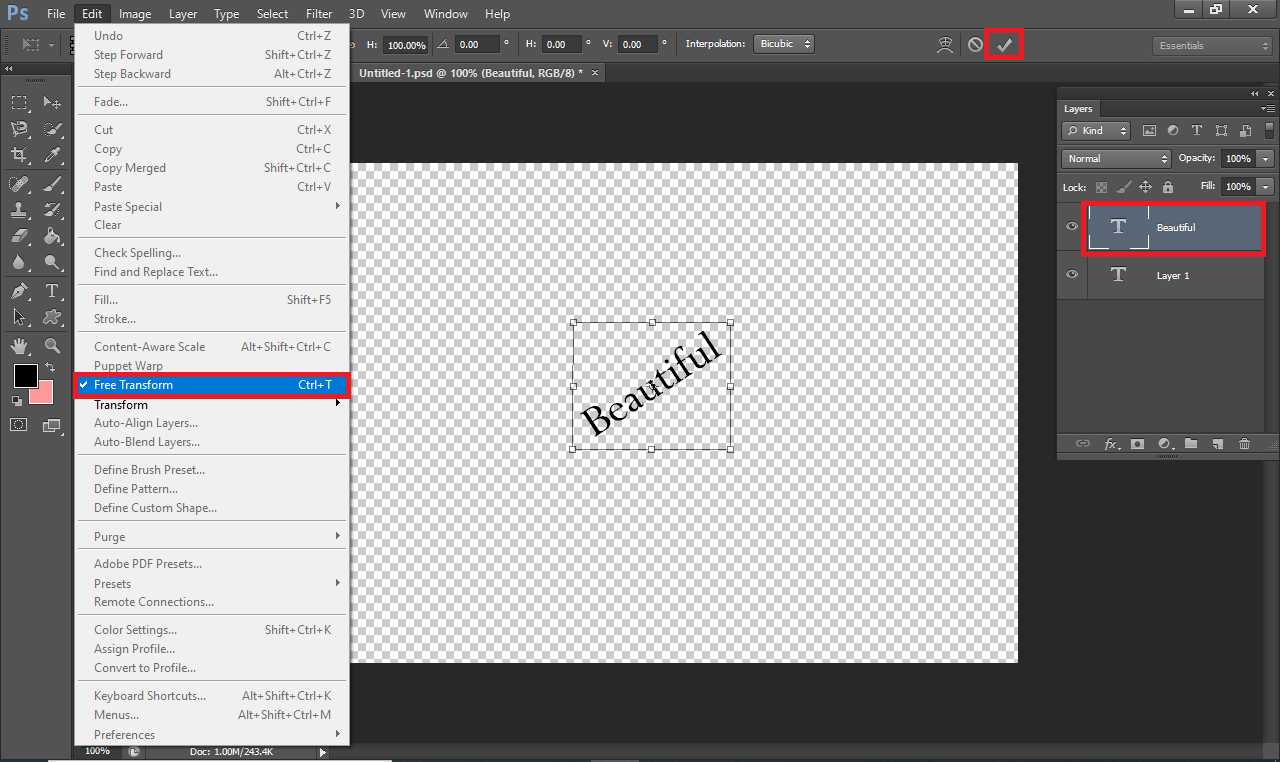 Ps File Edit Image Layer Type Select Filter 3D View Window Help
H: 100.00% 0.00 ° H: 0.00 ° V: 0.00 ° Interpolation: Bicubic Essentials
Untitled-1.psd @ 100% (Beautiful, RGB/8) * ×
Undo Ctrl+Z
Step Forward Shift+Ctrl+Z
Step Backward Alt+Ctrl+Z
Fade... Shift+Ctrl+F
Cut Ctrl+X
Copy Ctrl+C
Copy Merged Shift+Ctrl+C
Paste Ctrl+V
Paste Special
Clear
Check Spelling...
Find and Replace Text...
Fill... Shift+F5
Stroke...
Content-Aware Scale Alt+Shift+Ctrl+C
Puppet Warp
Free Transform Ctrl+T
Transform
Auto-Align Layers...
Auto-Blend Layers...
Define Brush Preset...
Define Pattern...
Define Custom Shape...
Purge
Adobe PDF Presets...
Presets
Remote Connections...
Color Settings... Shift+Ctrl+K
Assign Profile...
Convert to Profile...
Keyboard Shortcuts... Alt+Shift+Ctrl+K
Menus... Alt+Shift+Ctrl+M
Preferences
Beautiful
Layers
Kind
Normal Opacity: 100%
Lock: Fill: 100%
Beautiful
Layer 1
100% Doc: 1.00M/243.4K